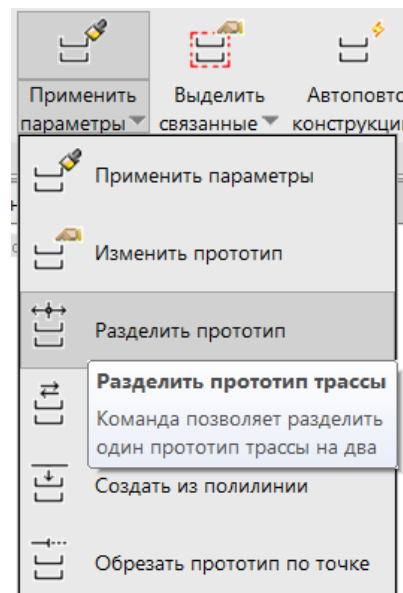 Применить Выделить Автоповто
параметры связанные конструкци
Применить параметры
Изменить прототип
Разделить прототип
Разделить прототип трассы
Команда позволяет разделить
один прототип трассы на два
Создать из полилинии
Обрезать прототип по точке